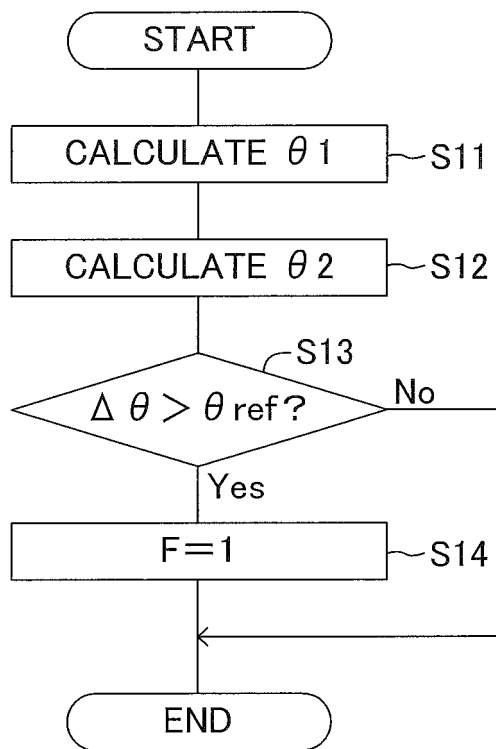 START
CALCULATE θ1
S11
CALCULATE θ2
S12
S13
Δθ>θref?
No
Yes
F=1
S14
END